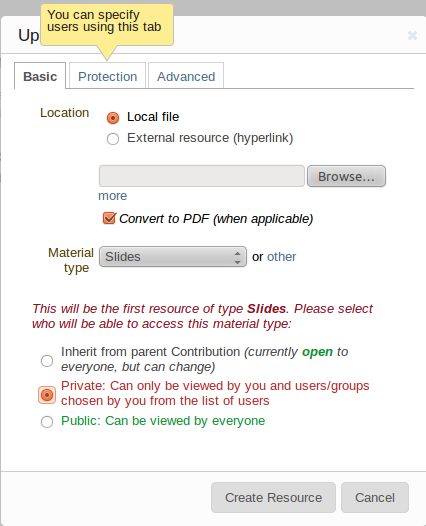 You can specify
users using this tab
Up
Basic
Protection
Advanced
Location
Local file
External resource (hyperlink)
Browse...
more
Convert to PDF (when applicable)
Material
type
Slides
or other
This will be the first resource of type Slides. Please select
who will be able to access this material type:
Inherit from parent Contribution (currently open to
everyone, but can change)
Private: Can only be viewed by you and users/groups
chosen by you from the list of users
Public: Can be viewed by everyone
Create Resource
Cancel